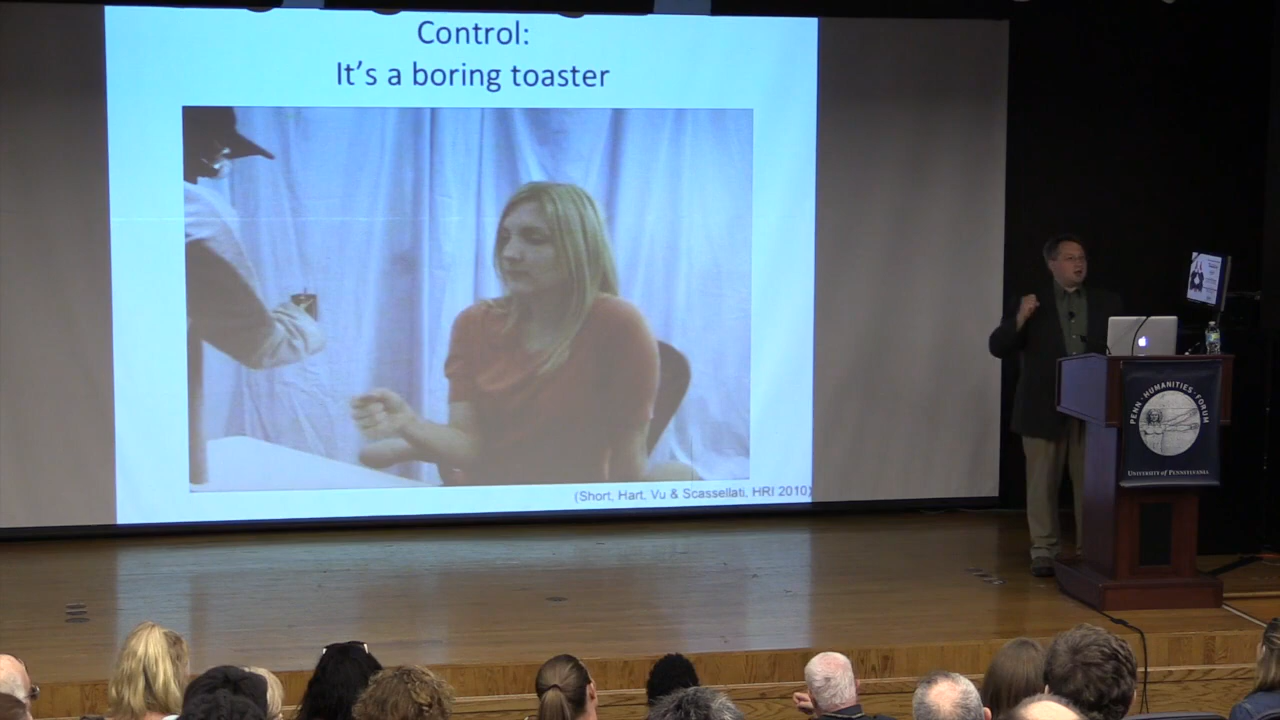 Control:
It's a boring toaster
(Short, Hart, Vu & Scassellati, HRI 2010)
PENN · HUMANITIES · FORUM
UNIVERSITY of PENNSYLVANIA